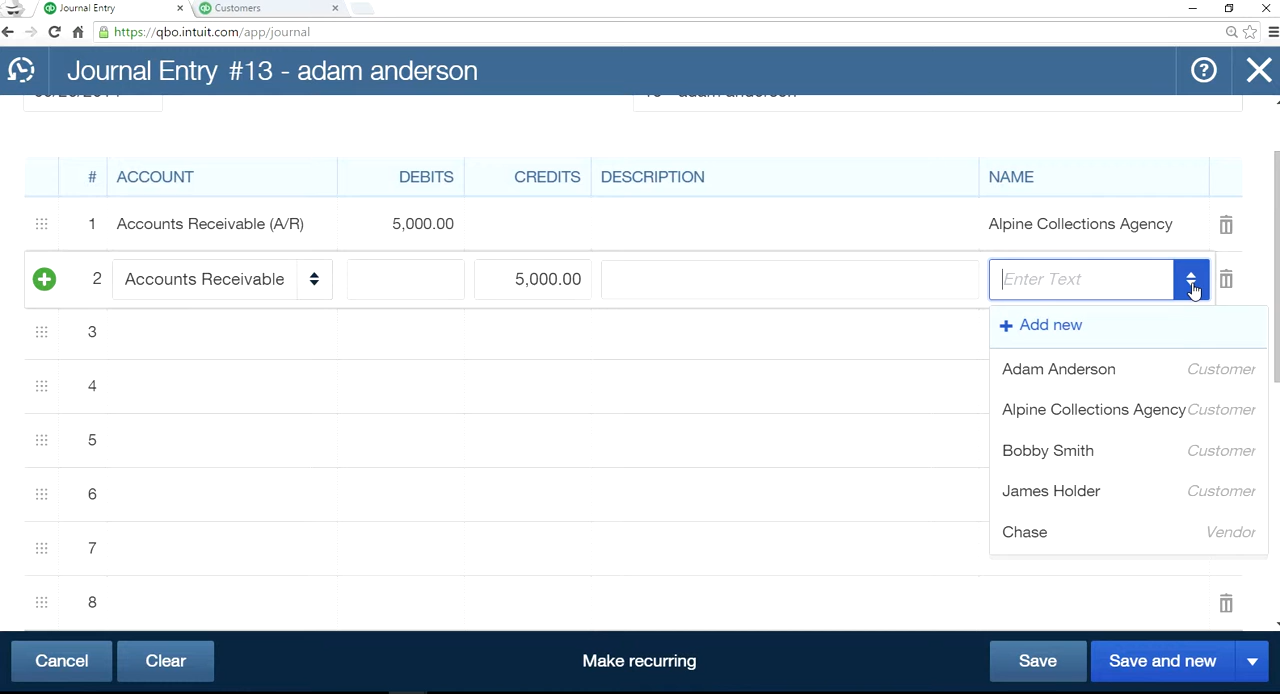 Journal Entry
Customers
https://qbo.intuit.com/app/journal
Journal Entry #13 - adam anderson
# ACCOUNT DEBITS CREDITS DESCRIPTION NAME
1 Accounts Receivable (A/R) 5,000.00 Alpine Collections Agency
2 Accounts Receivable 5,000.00 Enter Text
+ Add new
3
Adam Anderson Customer
4
Alpine Collections Agency Customer
5
Bobby Smith Customer
6
James Holder Customer
7
Chase Vendor
8
Cancel Clear Make recurring Save Save and new